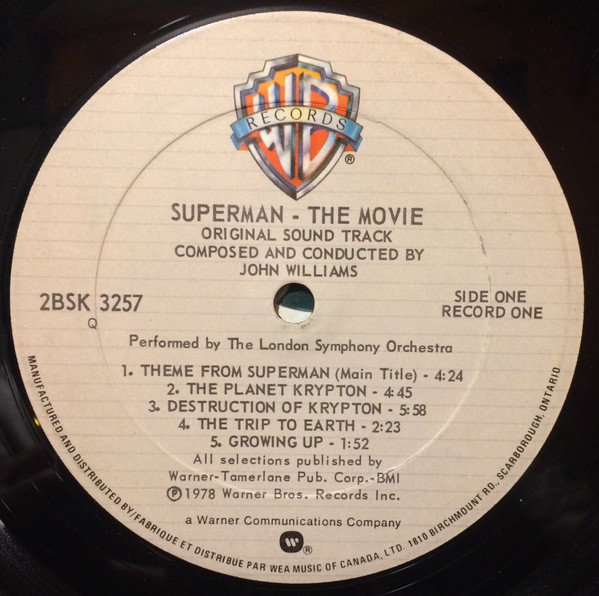 WB
RECORDS
®
SUPERMAN - THE MOVIE
ORIGINAL SOUND TRACK
COMPOSED AND CONDUCTED BY
JOHN WILLIAMS
2BSK 3257
Q
SIDE ONE
RECORD ONE
Performed by The London Symphony Orchestra
1. THEME FROM SUPERMAN (Main Title) - 4:24
2. THE PLANET KRYPTON - 4:45
3. DESTRUCTION OF KRYPTON - 5:58
4. THE TRIP TO EARTH - 2:23
5. GROWING UP - 1:52
All selections published by
Warner-Tamerlane Pub. Corp.-BMI
℗ 1978 Warner Bros. Records Inc.
a Warner Communications Company
®
MANUFACTURED AND DISTRIBUTED BY/FABRIQUE ET DISTRIBUE PAR WEA MUSIC OF CANADA, LTD. 1810 BIRCHMOUNT RD., SCARBOROUGH, ONTARIO